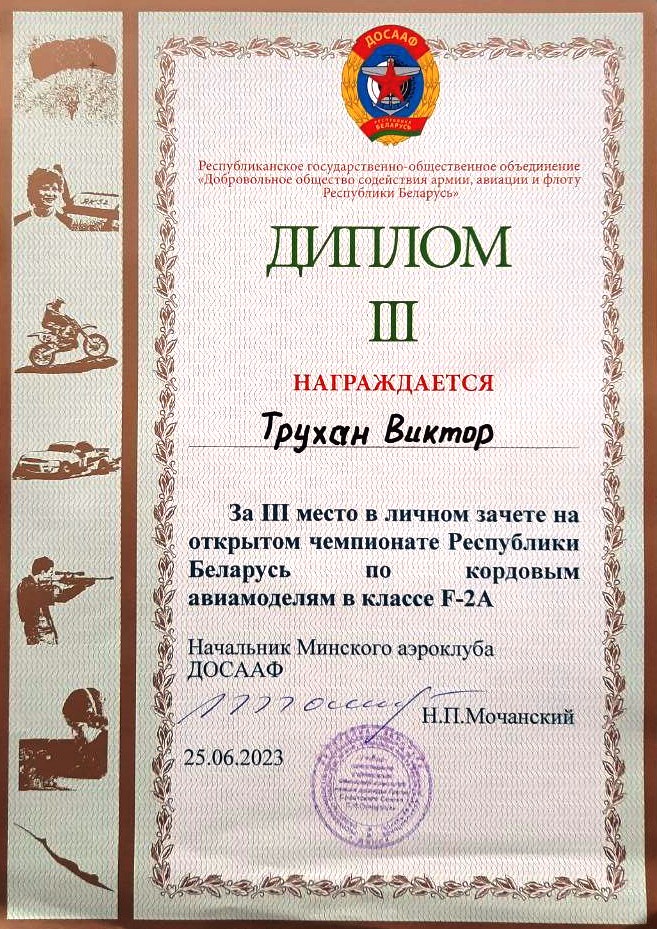 ДОСААФ
РЕСПУБЛИКА
БЕЛАРУСЬ
Республиканское государственно-общественное объединение
«Добровольное общество содействия армии, авиации и флоту
Республики Беларусь»
ДИПЛОМ
III
НАГРАЖДАЕТСЯ
Трухан Виктор
За III место в личном зачете на
открытом чемпионате Республики
Беларусь по кордовым
авиамоделям в классе F-2А
Начальник Минского аэроклуба
ДОСААФ
Н.П.Мочанский
25.06.2023